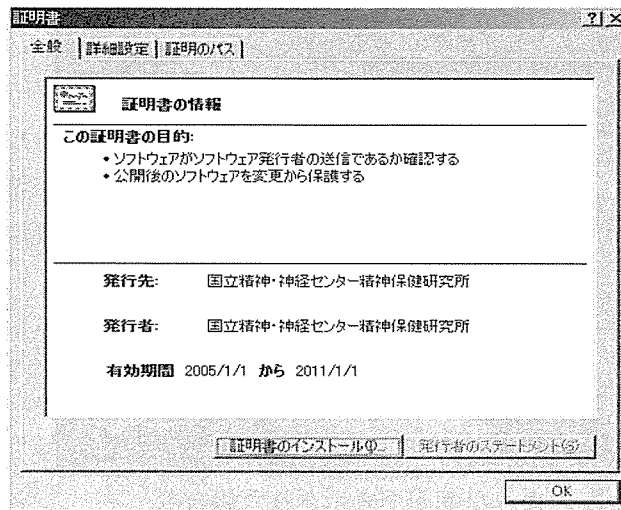 証明書
全般 詳細設定 証明のパス
証明書の情報
この証明書の目的:
• ソフトウェアがソフトウェア発行者の送信であるか確認する
• 公開後のソフトウェアを変更から保護する
発行先: 国立精神・神経センター精神保健研究所
発行者: 国立精神・神経センター精神保健研究所
有効期間 2005/1/1 から 2011/1/1
証明書のインストール(I)... 発行者のステートメント(S)
OK